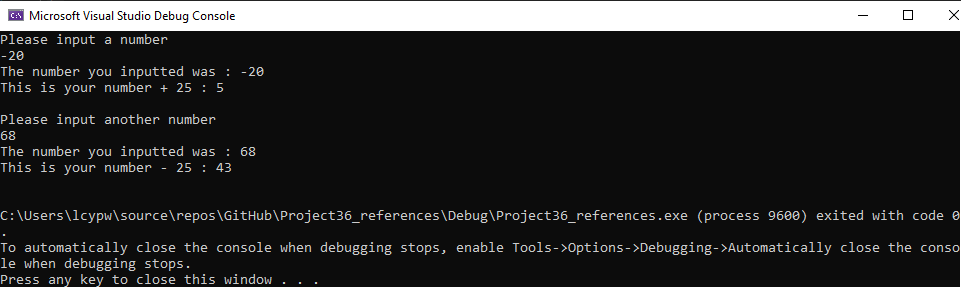 Microsoft Visual Studio Debug Console
Please input a number
-20
The number you inputted was : -20
This is your number + 25 : 5
Please input another number
68
The number you inputted was : 68
This is your number - 25 : 43
C:\Users\lcypw\source\repos\GitHub\Project36_references\Debug\Project36_references.exe (process 9600) exited with code 0
.
To automatically close the console when debugging stops, enable Tools->Options->Debugging->Automatically close the conso
le when debugging stops.
Press any key to close this window . . .